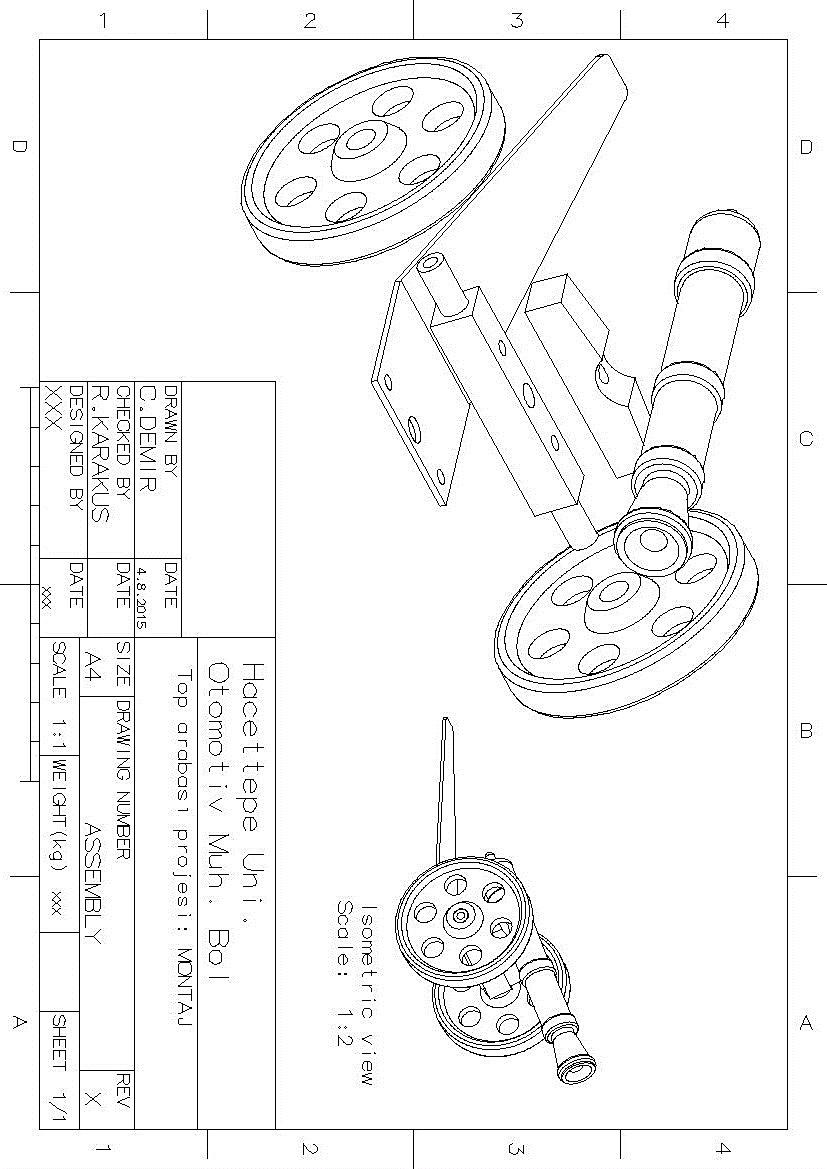 1 2 3 4
D D
C
B
A A
1 2 3 4
Isometric view
Scale: 1:2
DRAWN BY
C.DEMIR
DATE
4.8.2015
CHECKED BY
R.KARAKUS
DATE
DESIGNED BY
XXX
DATE
xxx
Hacettepe Uni.
Otomotiv Muh. Bol
Top arabasi projesi: MONTAJ
SIZE
A4
DRAWING NUMBER
ASSEMBLY
REV
X
SCALE 1:1
WEIGHT(kg) xxx
SHEET 1/1